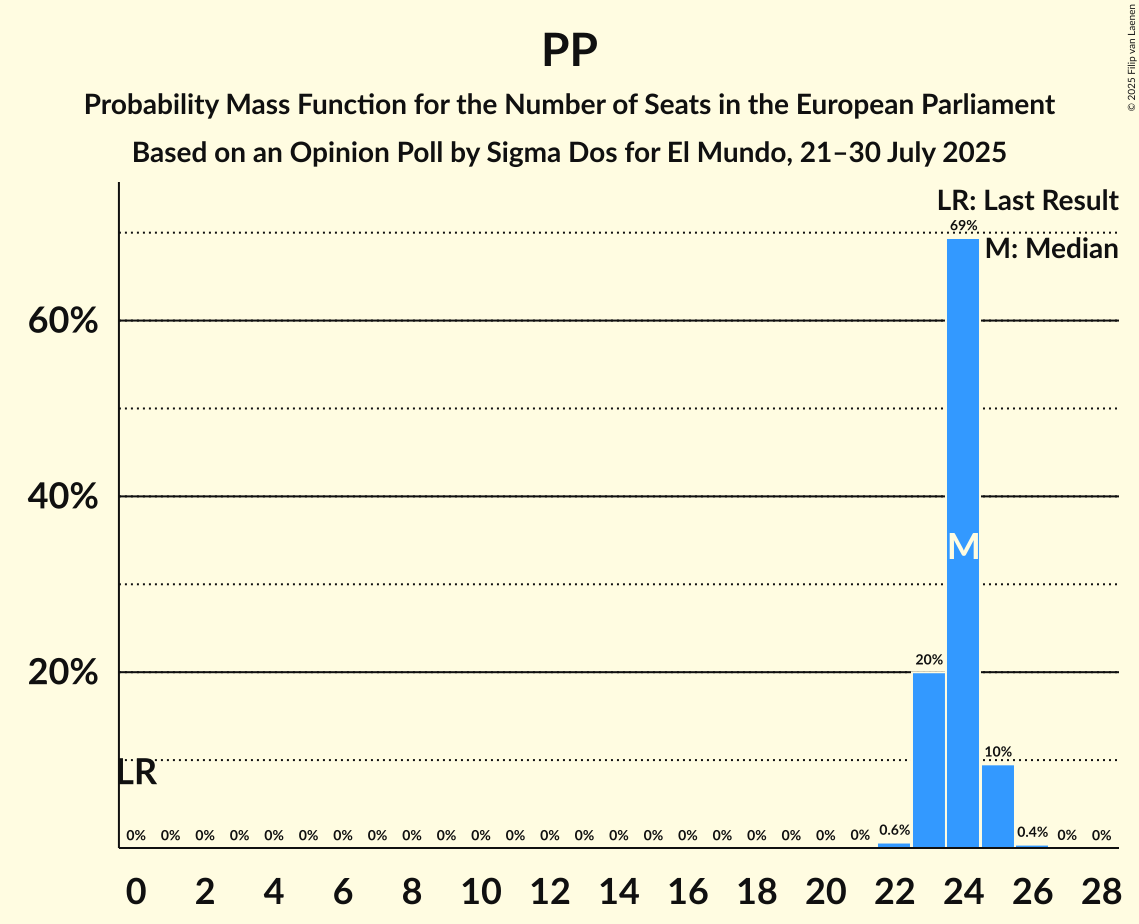 PP
Probability Mass Function for the Number of Seats in the European Parliament
Based on an Opinion Poll by Sigma Dos for El Mundo, 21–30 July 2025
© 2025 Filip van Laenen
LR: Last Result
M: Median
60%
40%
20%
LR
M
0% 0% 0% 0% 0% 0% 0% 0% 0% 0% 0% 0% 0% 0% 0% 0% 0% 0% 0% 0% 0% 0% 0.6% 20% 69% 10% 0.4% 0% 0%
0 2 4 6 8 10 12 14 16 18 20 22 24 26 28